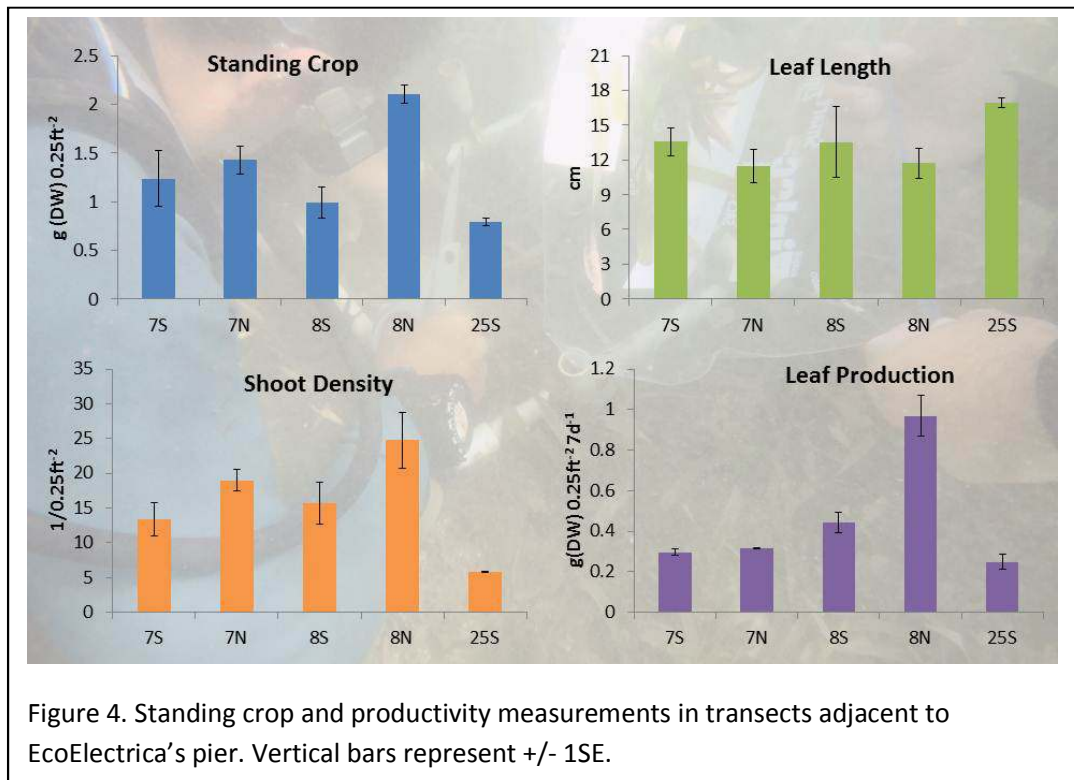 Standing Crop
g (DW) 0.25ft-2
2.5
2
1.5
1
0.5
0
7S 7N 8S 8N 25S
Leaf Length
cm
21
18
15
12
9
6
3
0
7S 7N 8S 8N 25S
Shoot Density
1/0.25ft-2
35
30
25
20
15
10
5
0
7S 7N 8S 8N 25S
Leaf Production
g(DW) 0.25ft-2 7d-1
1.2
1
0.8
0.6
0.4
0.2
0
7S 7N 8S 8N 25S
Figure 4. Standing crop and productivity measurements in transects adjacent to
EcoElectrica's pier. Vertical bars represent +/- 1SE.